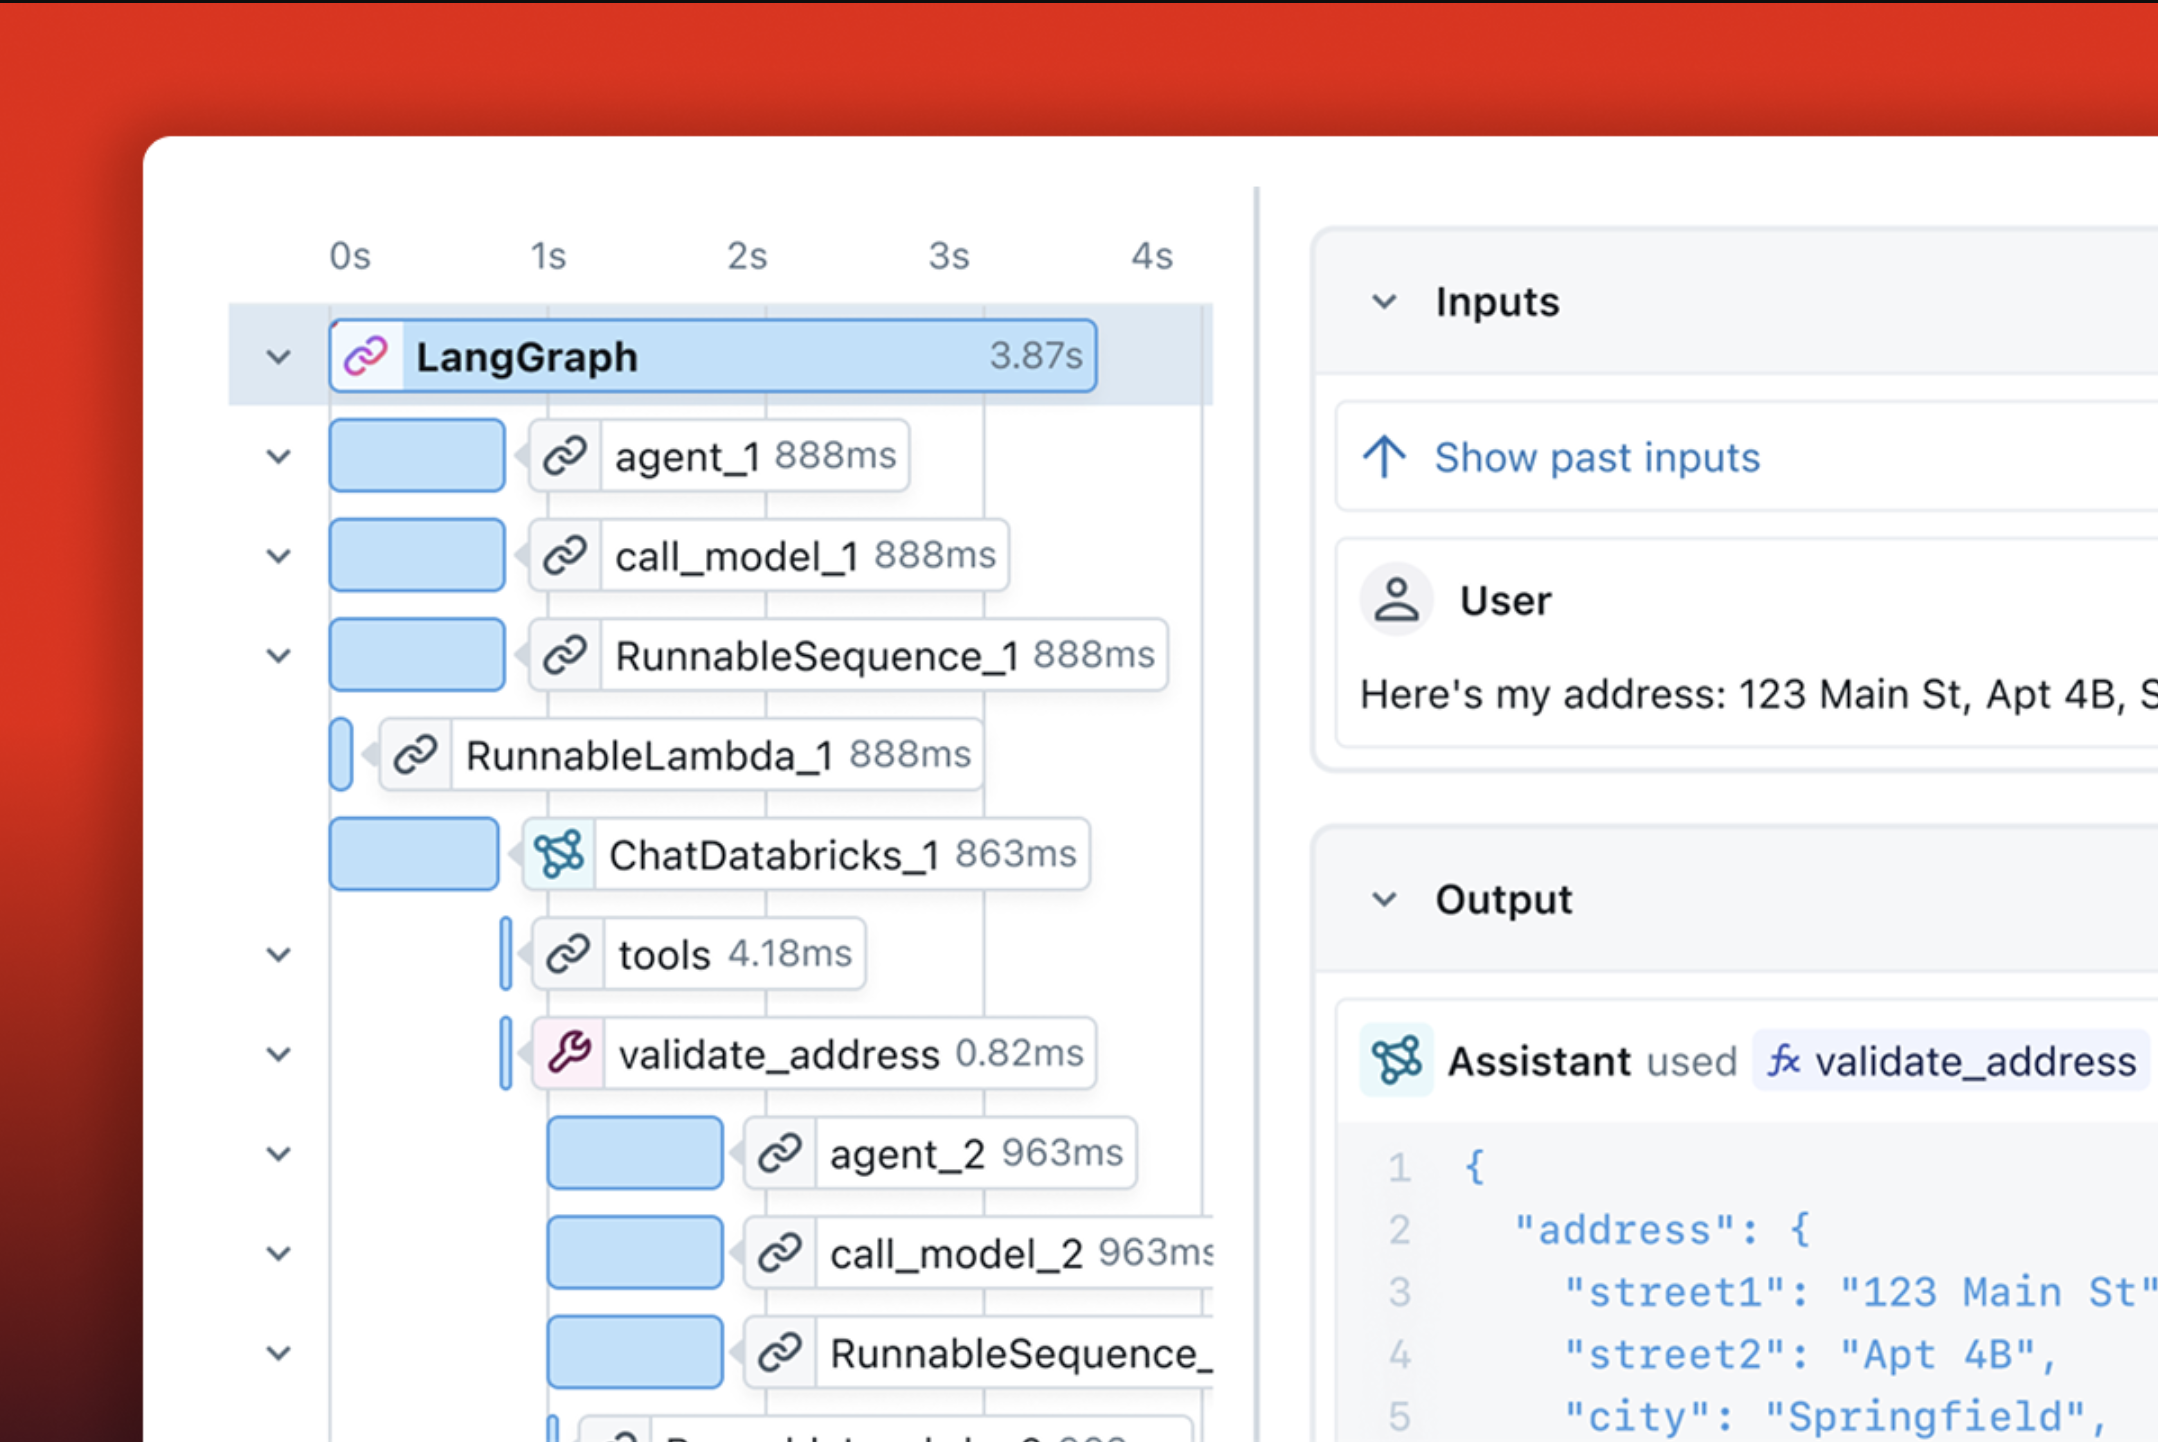 0s 1s 2s 3s 4s
LangGraph 3.87s
agent_1 888ms
call_model_1 888ms
RunnableSequence_1 888ms
RunnableLambda_1 888ms
ChatDatabricks_1 863ms
tools 4.18ms
validate_address 0.82ms
agent_2 963ms
call_model_2 963ms
RunnableSequence_
Inputs
Show past inputs
User
Here's my address: 123 Main St, Apt 4B, S
Output
Assistant used fx validate_address
1 {
2 "address": {
3 "street1": "123 Main St"
4 "street2": "Apt 4B",
5 "city": "Springfield",